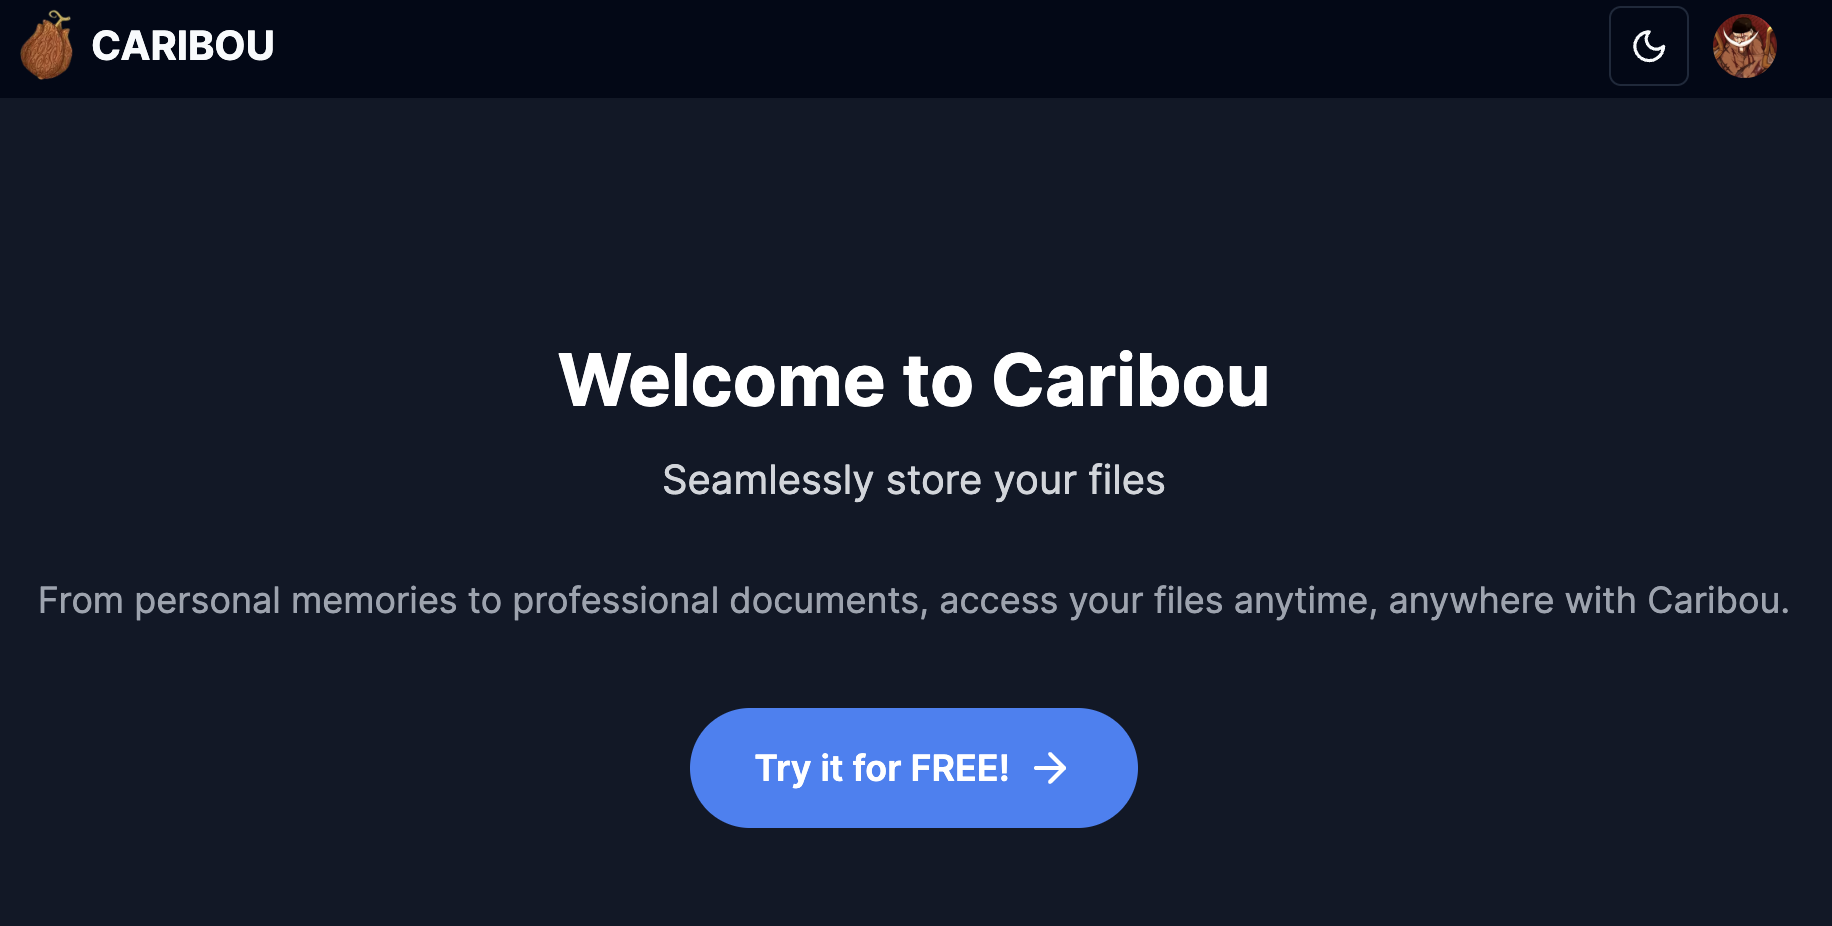 CARIBOU
Welcome to Caribou
Seamlessly store your files
From personal memories to professional documents, access your files anytime, anywhere with Caribou.
Try it for FREE!